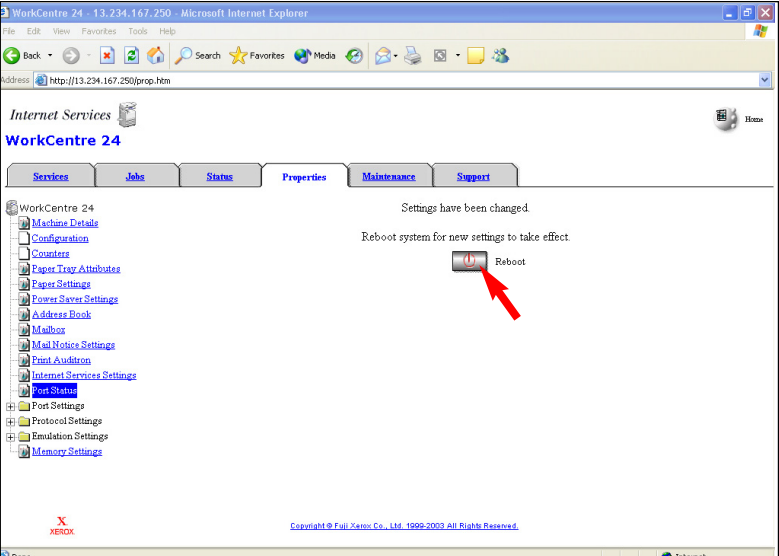 WorkCentre 24 - 13.234.167.250 - Microsoft Internet Explorer
File Edit View Favorites Tools Help
Back Search Favorites Media
Address http://13.234.167.250/prop.htm
Internet Services
Home
WorkCentre 24
Services Jobs Status Properties Maintenance Support
WorkCentre 24
Machine Details
Configuration
Counters
Paper Tray Attributes
Paper Settings
Power Saver Settings
Address Book
Mailbox
Mail Notice Settings
Print Auditron
Internet Services Settings
Port Status
Port Settings
Protocol Settings
Emulation Settings
Memory Settings
Settings have been changed.
Reboot system for new settings to take effect.
Reboot
X
XEROX
Copyright © Fuji Xerox Co., Ltd. 1999-2003 All Rights Reserved.